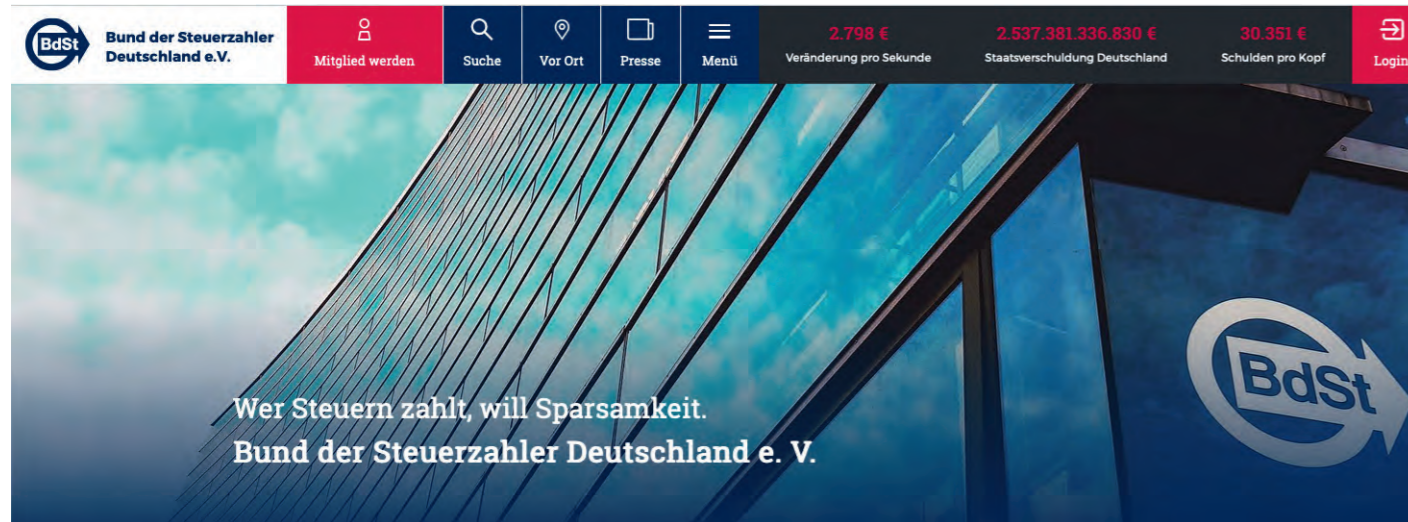 BdSt
Bund der Steuerzahler
Deutschland e.V.
Mitglied werden
Suche
Vor Ort
Presse
Menü
2.798 €
Veränderung pro Sekunde
2.537.381.336.830 €
Staatsverschuldung Deutschland
30.351 €
Schulden pro Kopf
Login
BdSt
Wer Steuern zahlt, will Sparsamkeit.
Bund der Steuerzahler Deutschland e. V.